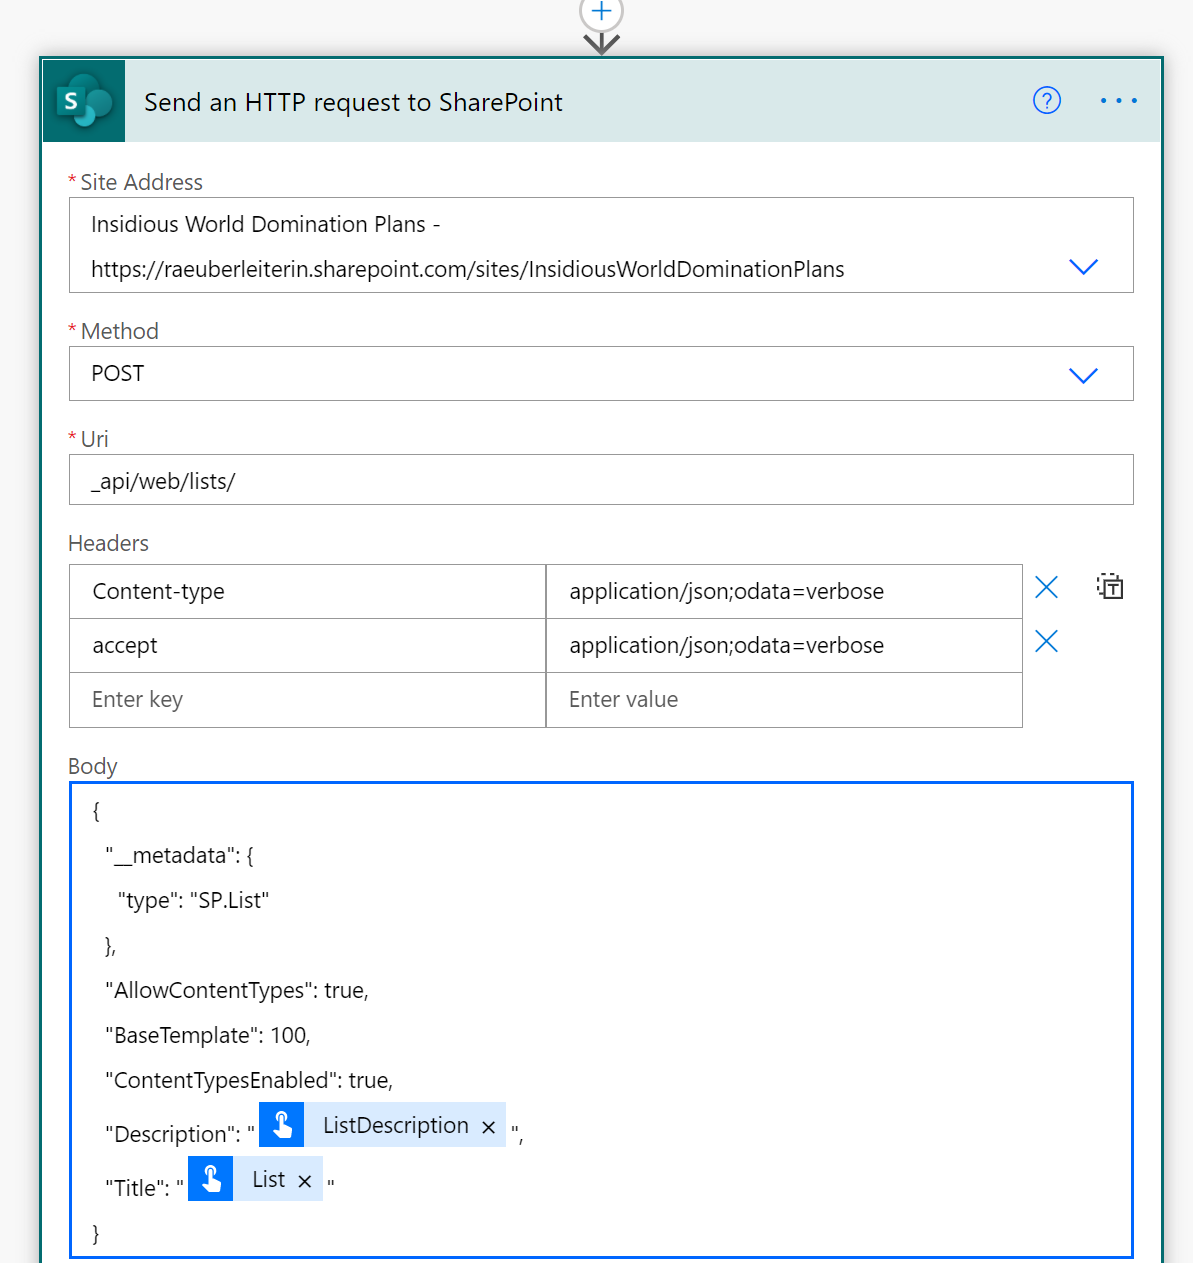 S
Send an HTTP request to SharePoint
?
* Site Address
Insidious World Domination Plans -
https://raeuberleiterin.sharepoint.com/sites/InsidiousWorldDominationPlans
* Method
POST
* Uri
_api/web/lists/
Headers
Content-type application/json;odata=verbose
T
accept application/json;odata=verbose
Enter key Enter value
Body
{
"__metadata": {
"type": "SP.List"
},
"AllowContentTypes": true,
"BaseTemplate": 100,
"ContentTypesEnabled": true,
"Description": " ListDescription × ",
"Title": " List × "
}